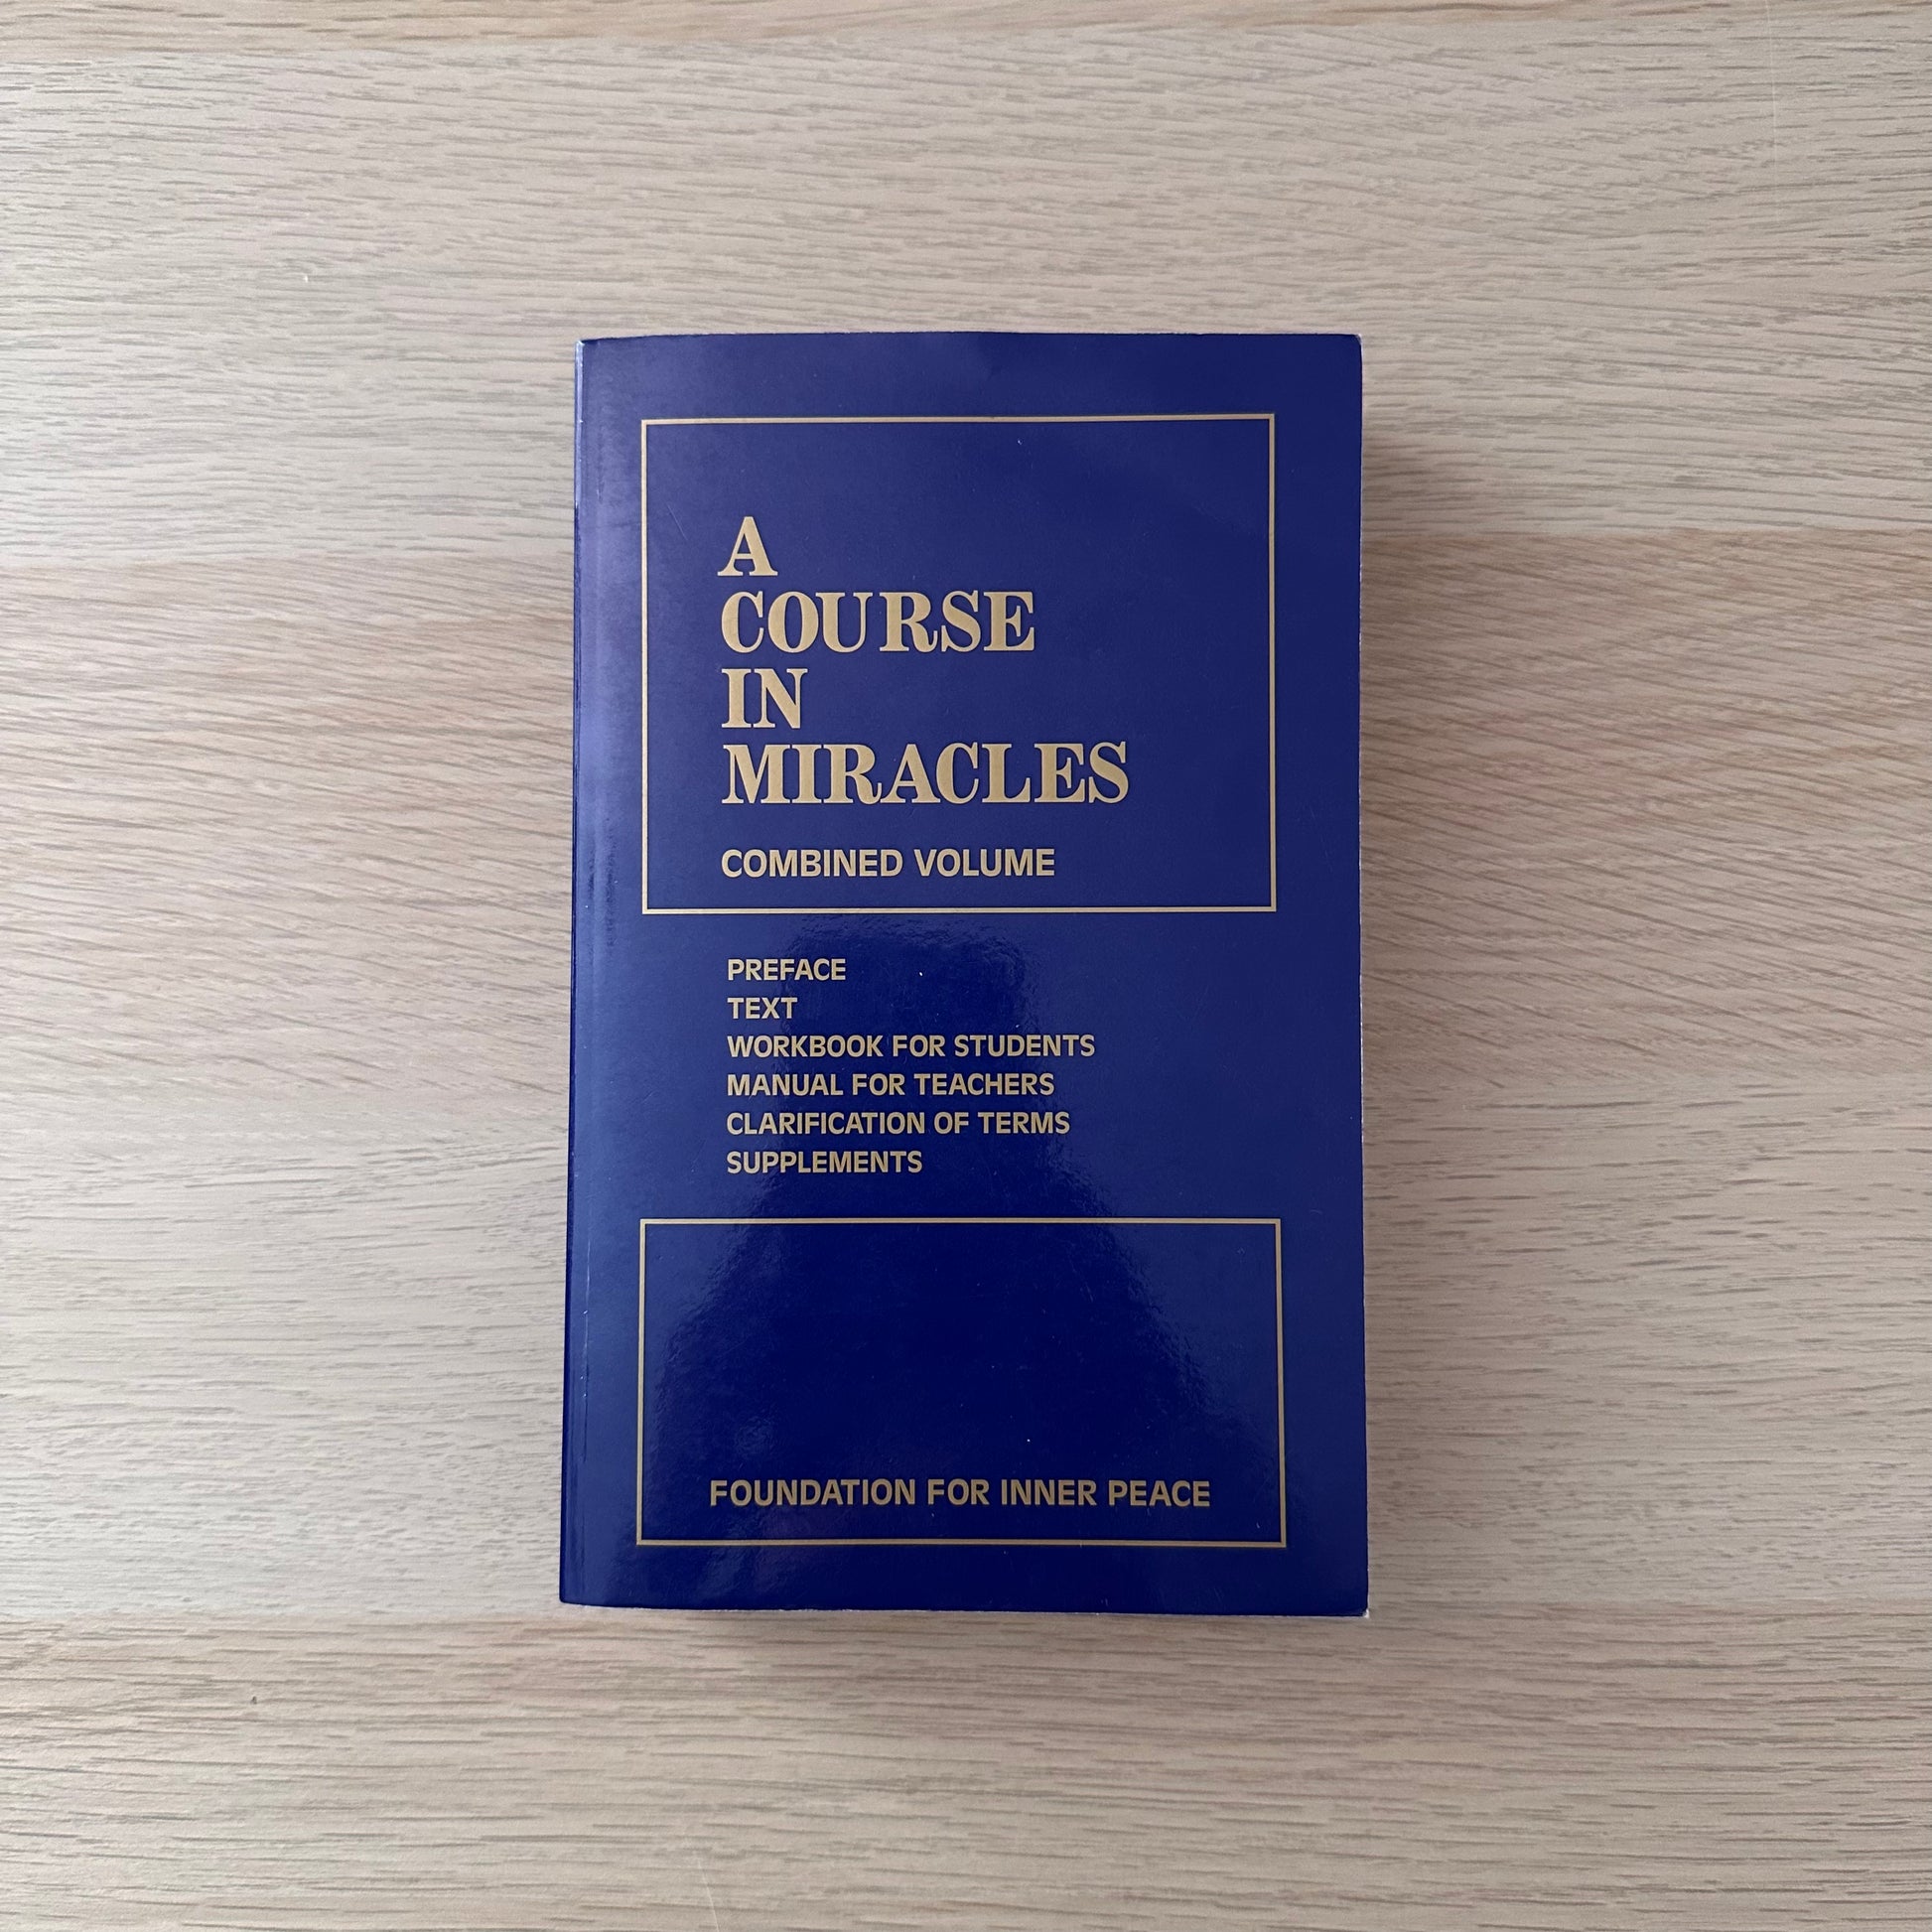 A
COURSE
IN
MIRACLES
COMBINED VOLUME
PREFACE
TEXT
WORKBOOK FOR STUDENTS
MANUAL FOR TEACHERS
CLARIFICATION OF TERMS
SUPPLEMENTS
FOUNDATION FOR INNER PEACE